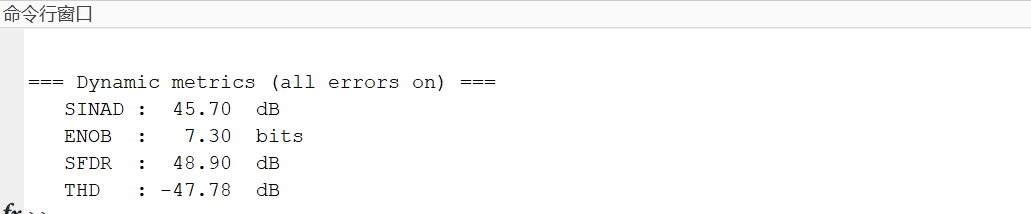 命令行窗口
=== Dynamic metrics (all errors on) ===
SINAD :  45.70  dB
ENOB  :   7.30  bits
SFDR  :  48.90  dB
THD   : -47.78  dB
fx >>